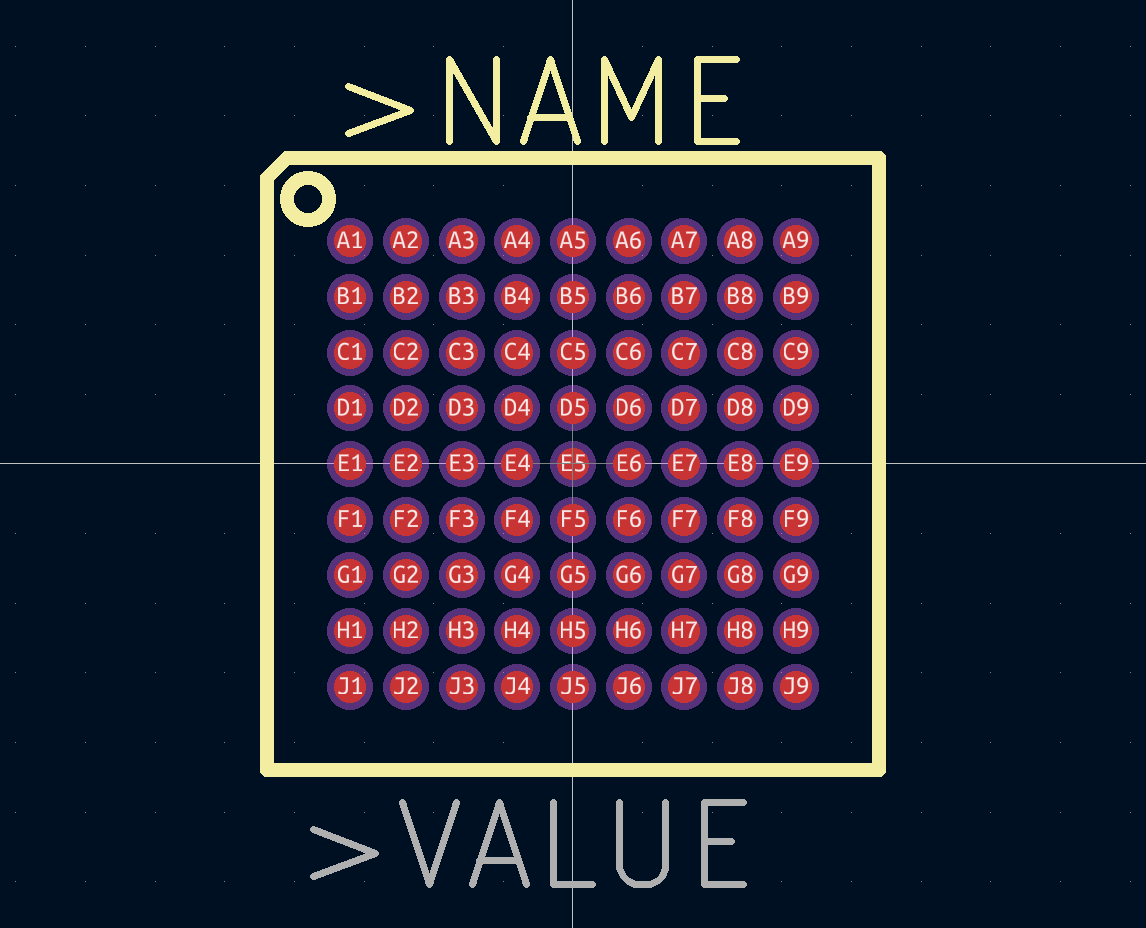 >NAME
A1 A2 A3 A4 A5 A6 A7 A8 A9
B1 B2 B3 B4 B5 B6 B7 B8 B9
C1 C2 C3 C4 C5 C6 C7 C8 C9
D1 D2 D3 D4 D5 D6 D7 D8 D9
E1 E2 E3 E4 E5 E6 E7 E8 E9
F1 F2 F3 F4 F5 F6 F7 F8 F9
G1 G2 G3 G4 G5 G6 G7 G8 G9
H1 H2 H3 H4 H5 H6 H7 H8 H9
J1 J2 J3 J4 J5 J6 J7 J8 J9
>VALUE